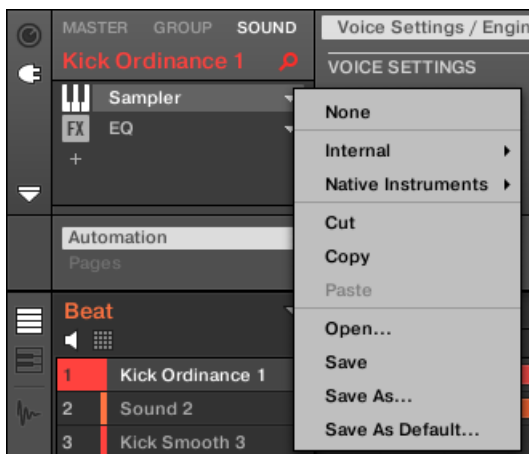 MASTER GROUP SOUND
Kick Ordinance 1
Sampler
FX EQ
+
Automation
Pages
Beat
1 Kick Ordinance 1
2 Sound 2
3 Kick Smooth 3
Voice Settings / Engin
VOICE SETTINGS
None
Internal
Native Instruments
Cut
Copy
Paste
Open...
Save
Save As...
Save As Default...